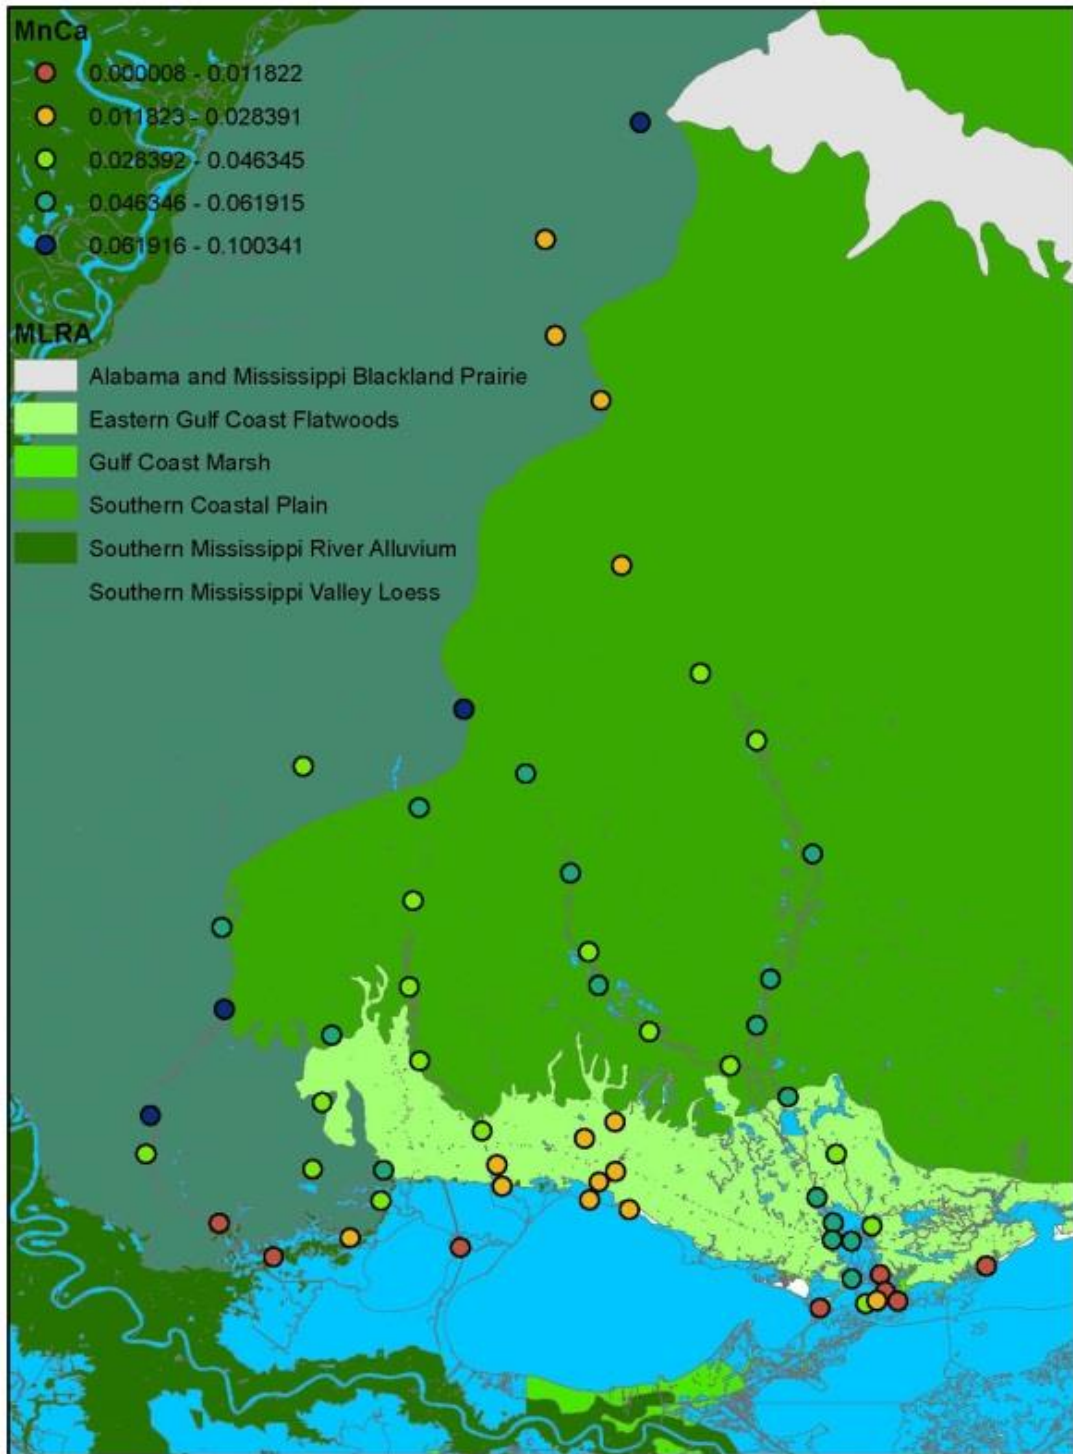 MnCa
0.000008 - 0.011822
0.011823 - 0.028391
0.028392 - 0.046345
0.046346 - 0.061915
0.061916 - 0.100341
MLRA
Alabama and Mississippi Blackland Prairie
Eastern Gulf Coast Flatwoods
Gulf Coast Marsh
Southern Coastal Plain
Southern Mississippi River Alluvium
Southern Mississippi Valley Loess